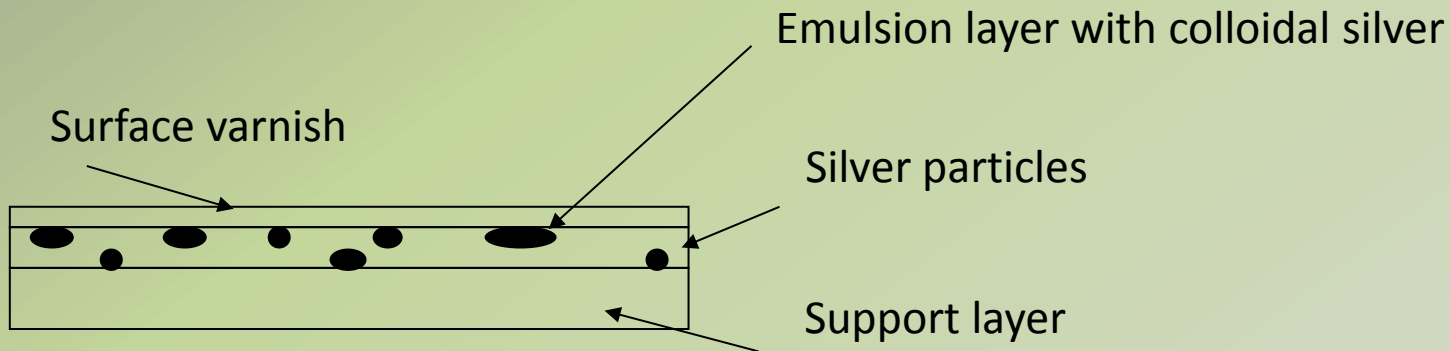 Emulsion layer with colloidal silver
Surface varnish
Silver particles
Support layer